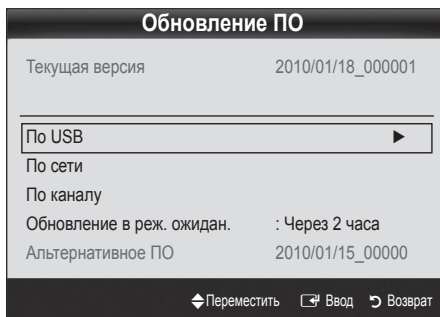 Обновление ПО
Текущая версия 2010/01/18_000001
По USB ►
По сети
По каналу
Обновление в реж. ожидан. : Через 2 часа
Альтернативное ПО 2010/01/15_00000
Переместить Ввод Возврат